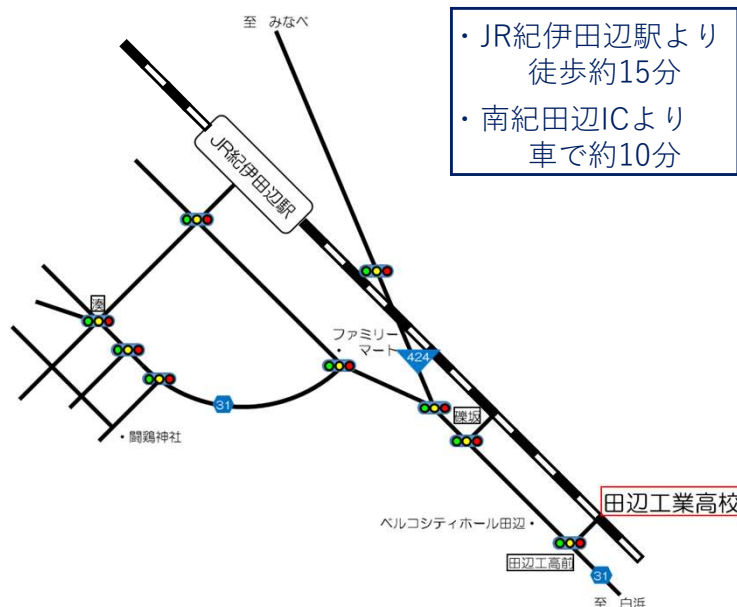 至 みなべ
・JR紀伊田辺駅より
徒歩約15分
・南紀田辺ICより
車で約10分
JR紀伊田辺駅
湊
ファミリー
・ マート
424
31
礫坂
・闘鶏神社
田辺工業高校
ベルコシティホール田辺・
田辺工高前
31
至 白浜